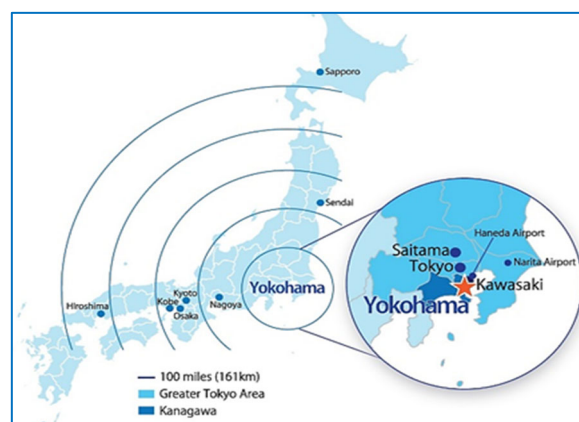 Sapporo
Sendai
Yokohama
Nagoya
Kyoto
Kobe
Osaka
Hiroshima
Haneda Airport
Saitama
Tokyo
Narita Airport
Kawasaki
Yokohama
100 miles (161km)
Greater Tokyo Area
Kanagawa